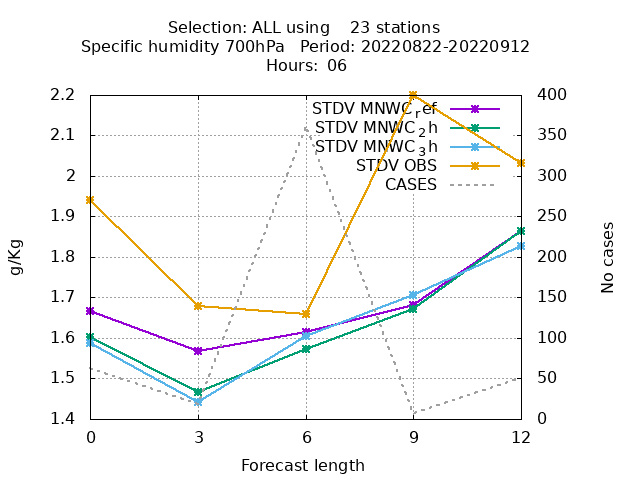 Selection: ALL using    23 stations
Specific humidity 700hPa   Period: 20220822-20220912
Hours: 06
2.2
2.1
2
1.9
1.8
1.7
1.6
1.5
1.4
g/Kg
STDV MNWC_ref
STDV MNWC_2h
STDV MNWC_3h
STDV OBS
CASES
400
350
300
250
200
150
100
50
0
No cases
0 3 6 9 12
Forecast length